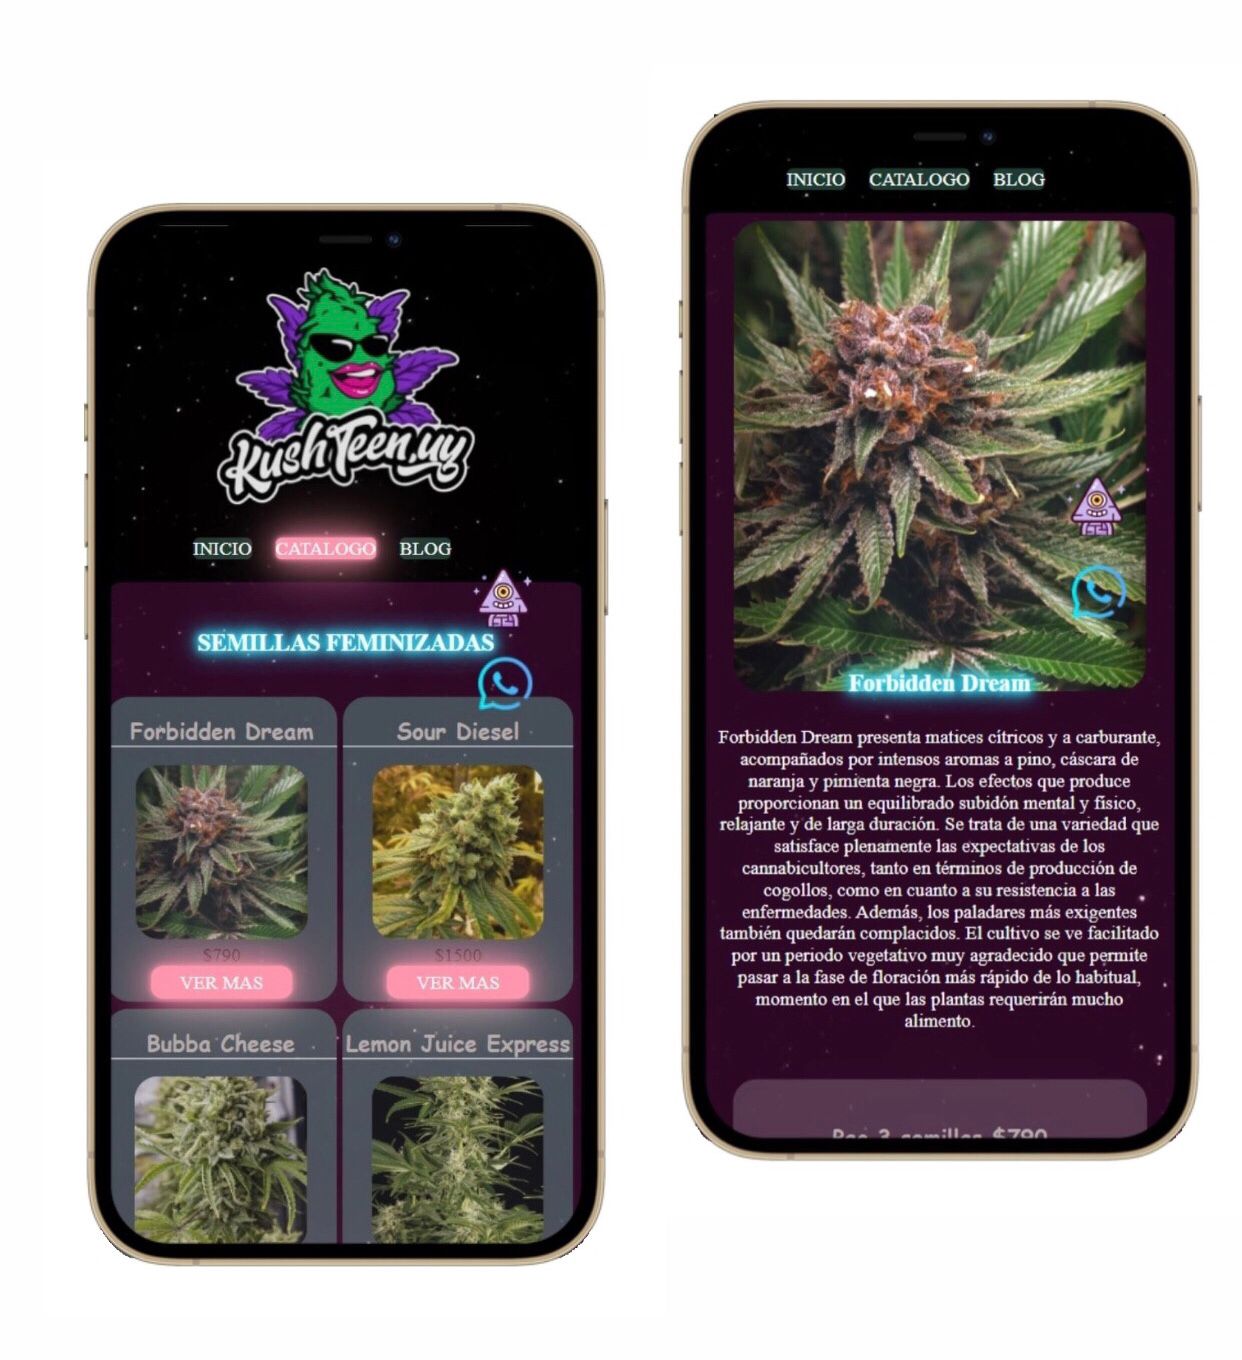 KushTeen.uy
INICIO CATALOGO BLOG
SEMILLAS FEMINIZADAS
Forbidden Dream
Sour Diesel
$790
$1500
VER MAS
VER MAS
Bubba Cheese
Lemon Juice Express
INICIO CATALOGO BLOG
Forbidden Dream
Forbidden Dream presenta matices cítricos y a carburante,
acompañados por intensos aromas a pino, cáscara de
naranja y pimienta negra. Los efectos que produce
proporcionan un equilibrado subidón mental y físico,
relajante y de larga duración. Se trata de una variedad que
satisface plenamente las expectativas de los
cannabicultores, tanto en términos de producción de
cogollos, como en cuanto a su resistencia a las
enfermedades. Además, los paladares más exigentes
también quedarán complacidos. El cultivo se ve facilitado
por un periodo vegetativo muy agradecido que permite
pasar a la fase de floración más rápido de lo habitual,
momento en el que las plantas requerirán mucho
alimento.
3 semillas $790